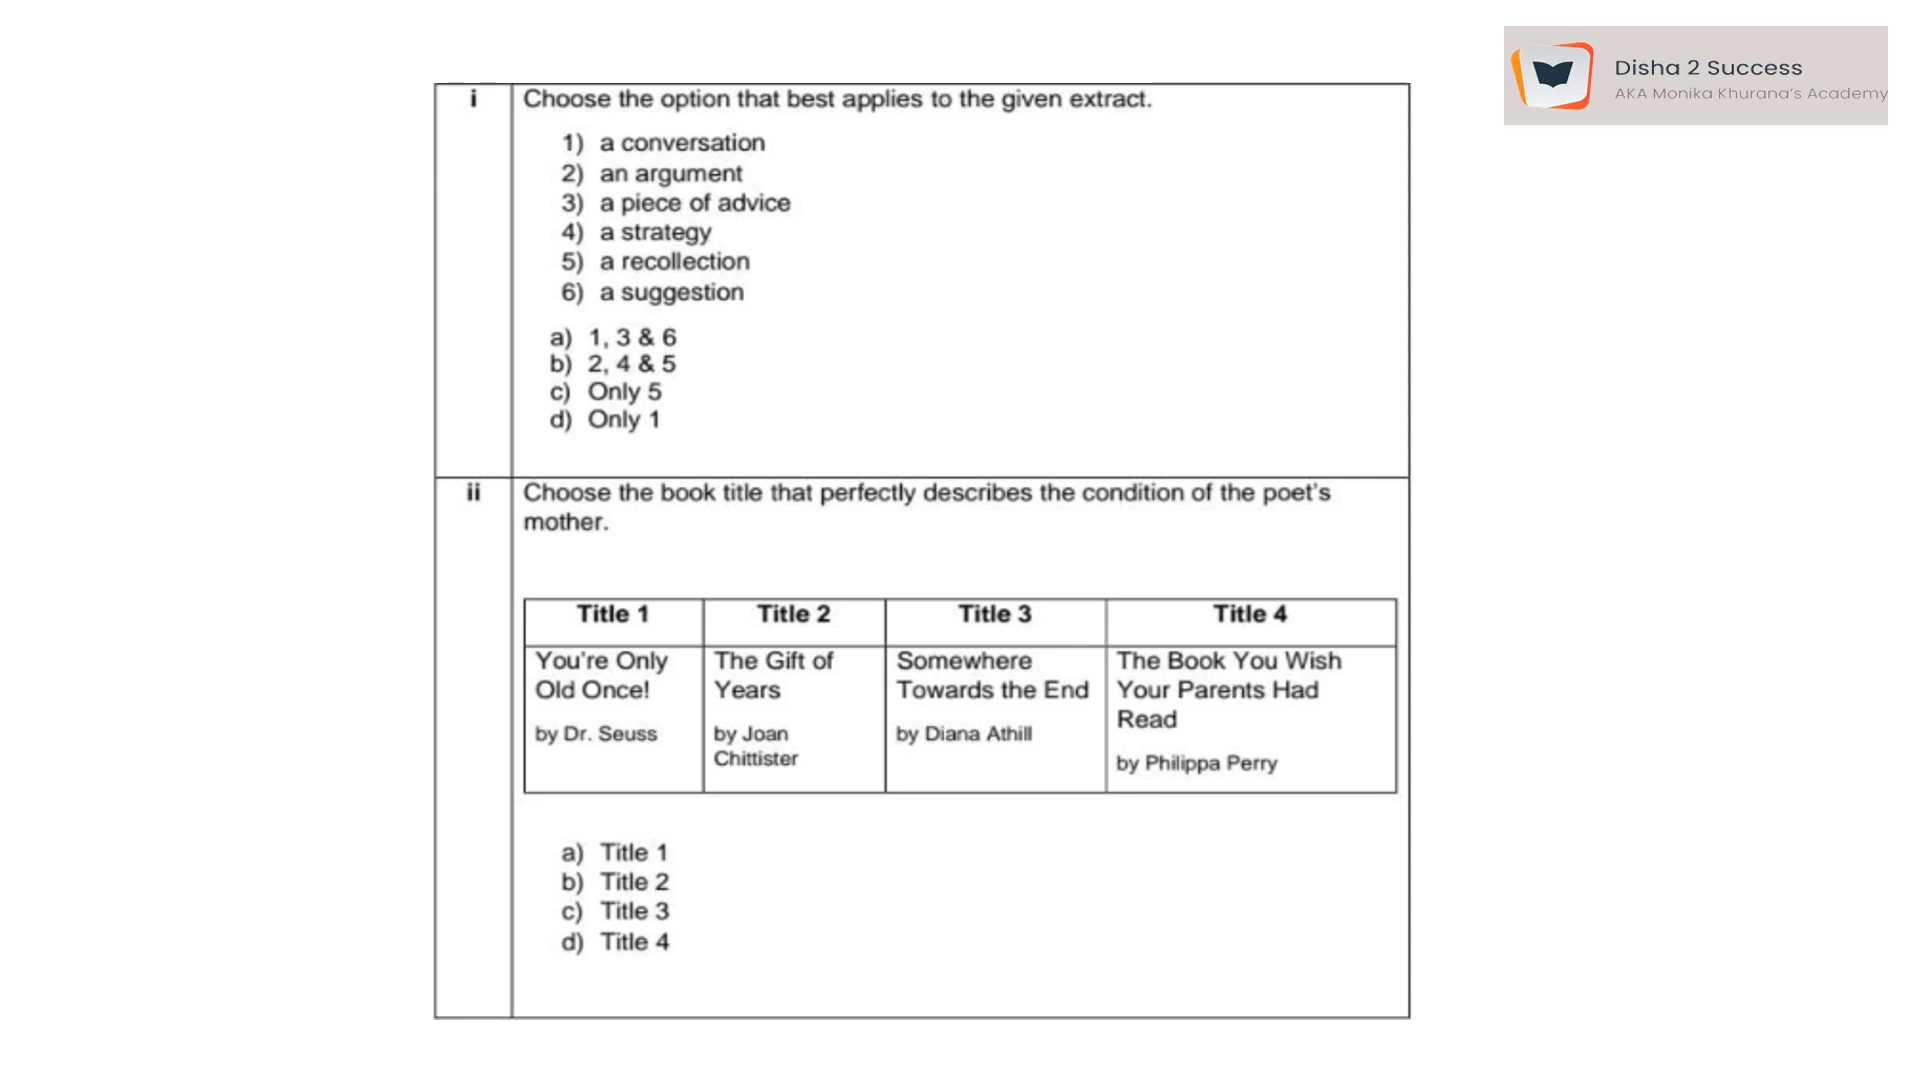 Disha 2 Success
AKA Monika Khurana's Academy
i Choose the option that best applies to the given extract.
1) a conversation
2) an argument
3) a piece of advice
4) a strategy
5) a recollection
6) a suggestion
a) 1, 3 & 6
b) 2, 4 & 5
c) Only 5
d) Only 1
ii Choose the book title that perfectly describes the condition of the poet's
mother.
Title 1 Title 2 Title 3 Title 4
You're Only The Gift of Somewhere The Book You Wish
Old Once! Years Towards the End Your Parents Had
Read
by Dr. Seuss by Joan by Diana Athill
Chittister by Philippa Perry
a) Title 1
b) Title 2
c) Title 3
d) Title 4